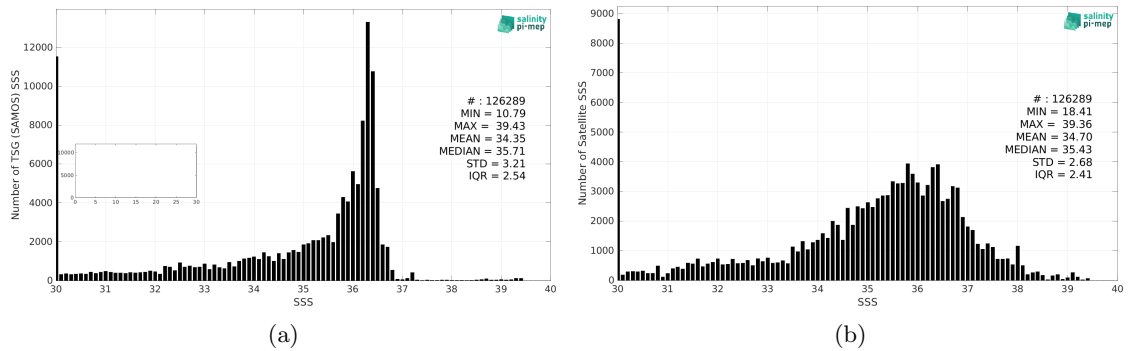 salinity
pi-mep
Number of TSG (SAMOS) SSS
12000
10000
8000
6000
4000
2000
0
# : 126289
MIN = 10.79
MAX = 39.43
MEAN = 34.35
MEDIAN = 35.71
STD = 3.21
IQR = 2.54
10000
5000
0
0 5 10 15 20 25 30
30 31 32 33 34 35 36 37 38 39 40
SSS
(a)
salinity
pi-mep
Number of Satellite SSS
9000
8000
7000
6000
5000
4000
3000
2000
1000
0
# : 126289
MIN = 18.41
MAX = 39.36
MEAN = 34.70
MEDIAN = 35.43
STD = 2.68
IQR = 2.41
30 31 32 33 34 35 36 37 38 39 40
SSS
(b)